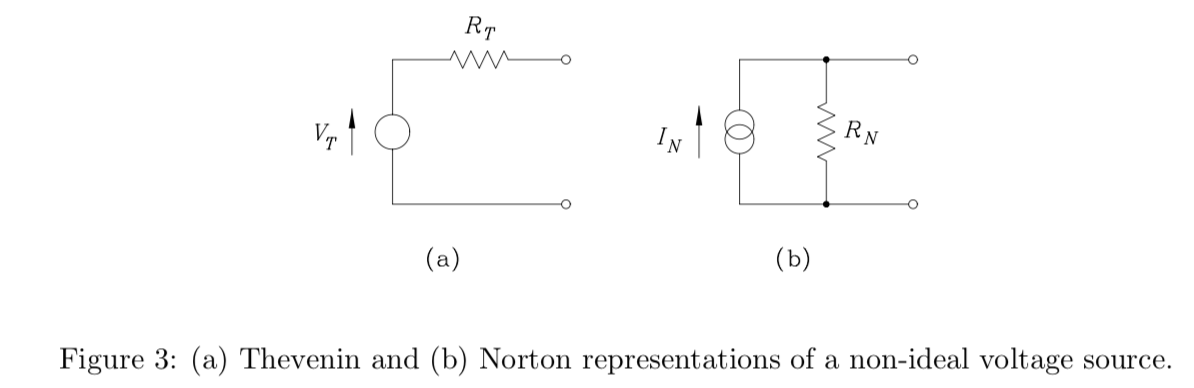 R_T
V_T
I_N
R_N
(a)
(b)
Figure 3: (a) Thevenin and (b) Norton representations of a non-ideal voltage source.